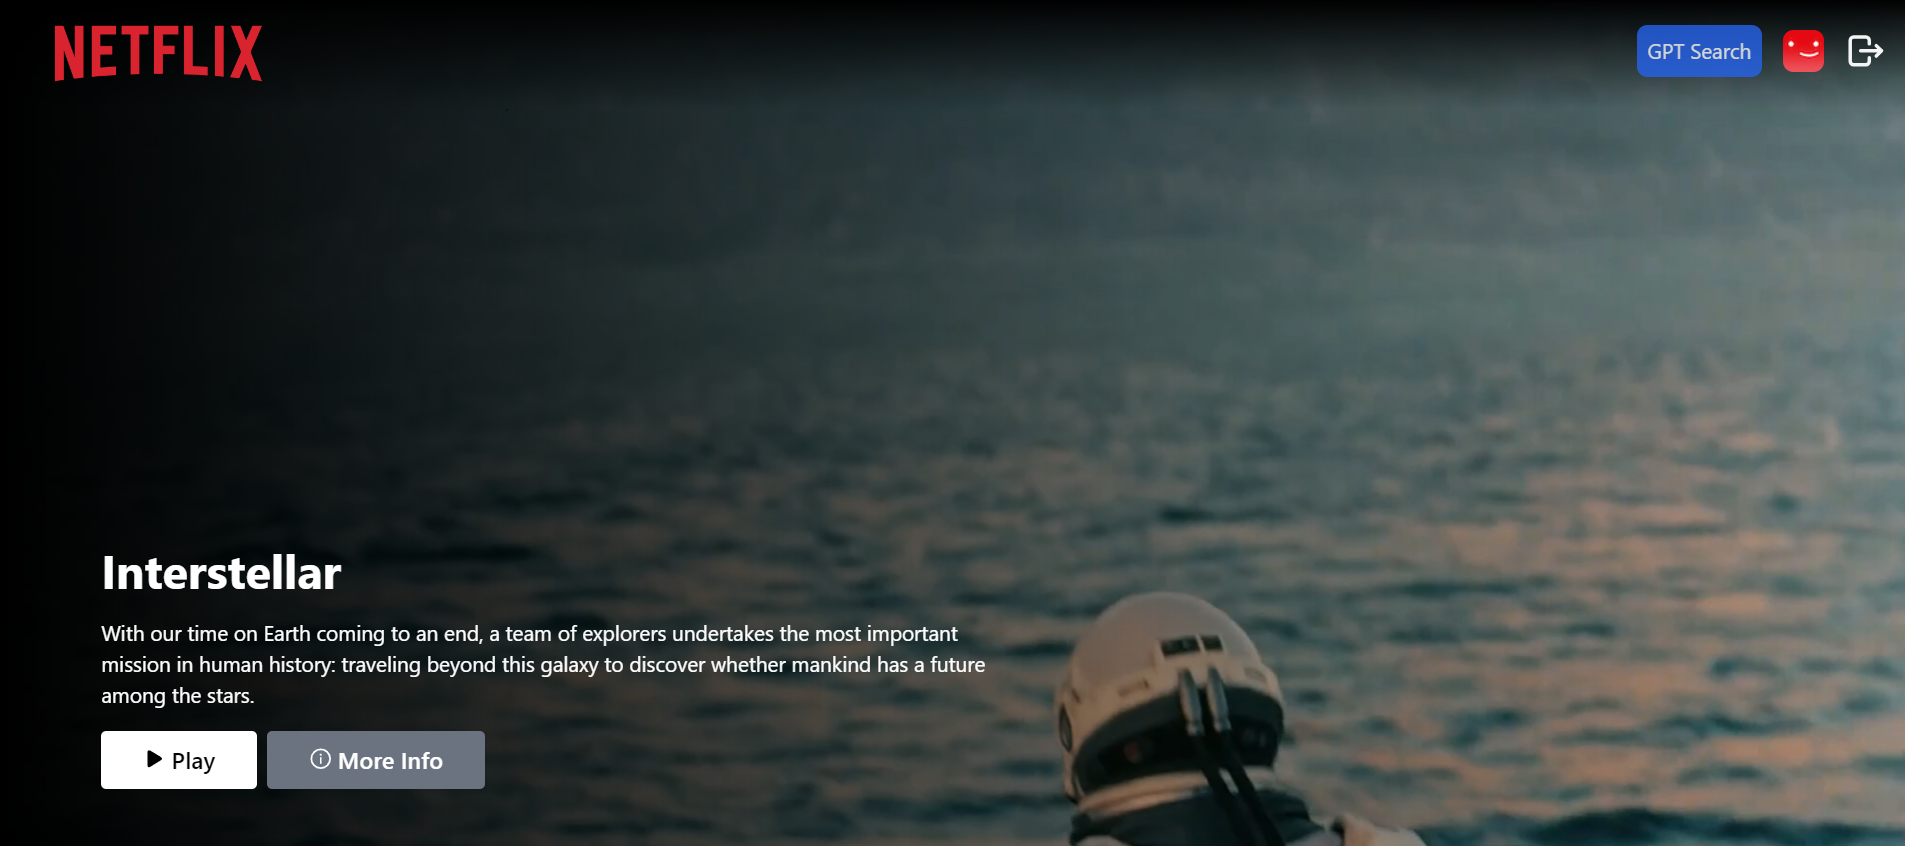 NETFLIX
GPT Search
Interstellar
With our time on Earth coming to an end, a team of explorers undertakes the most important
mission in human history: traveling beyond this galaxy to discover whether mankind has a future
among the stars.
Play
More Info